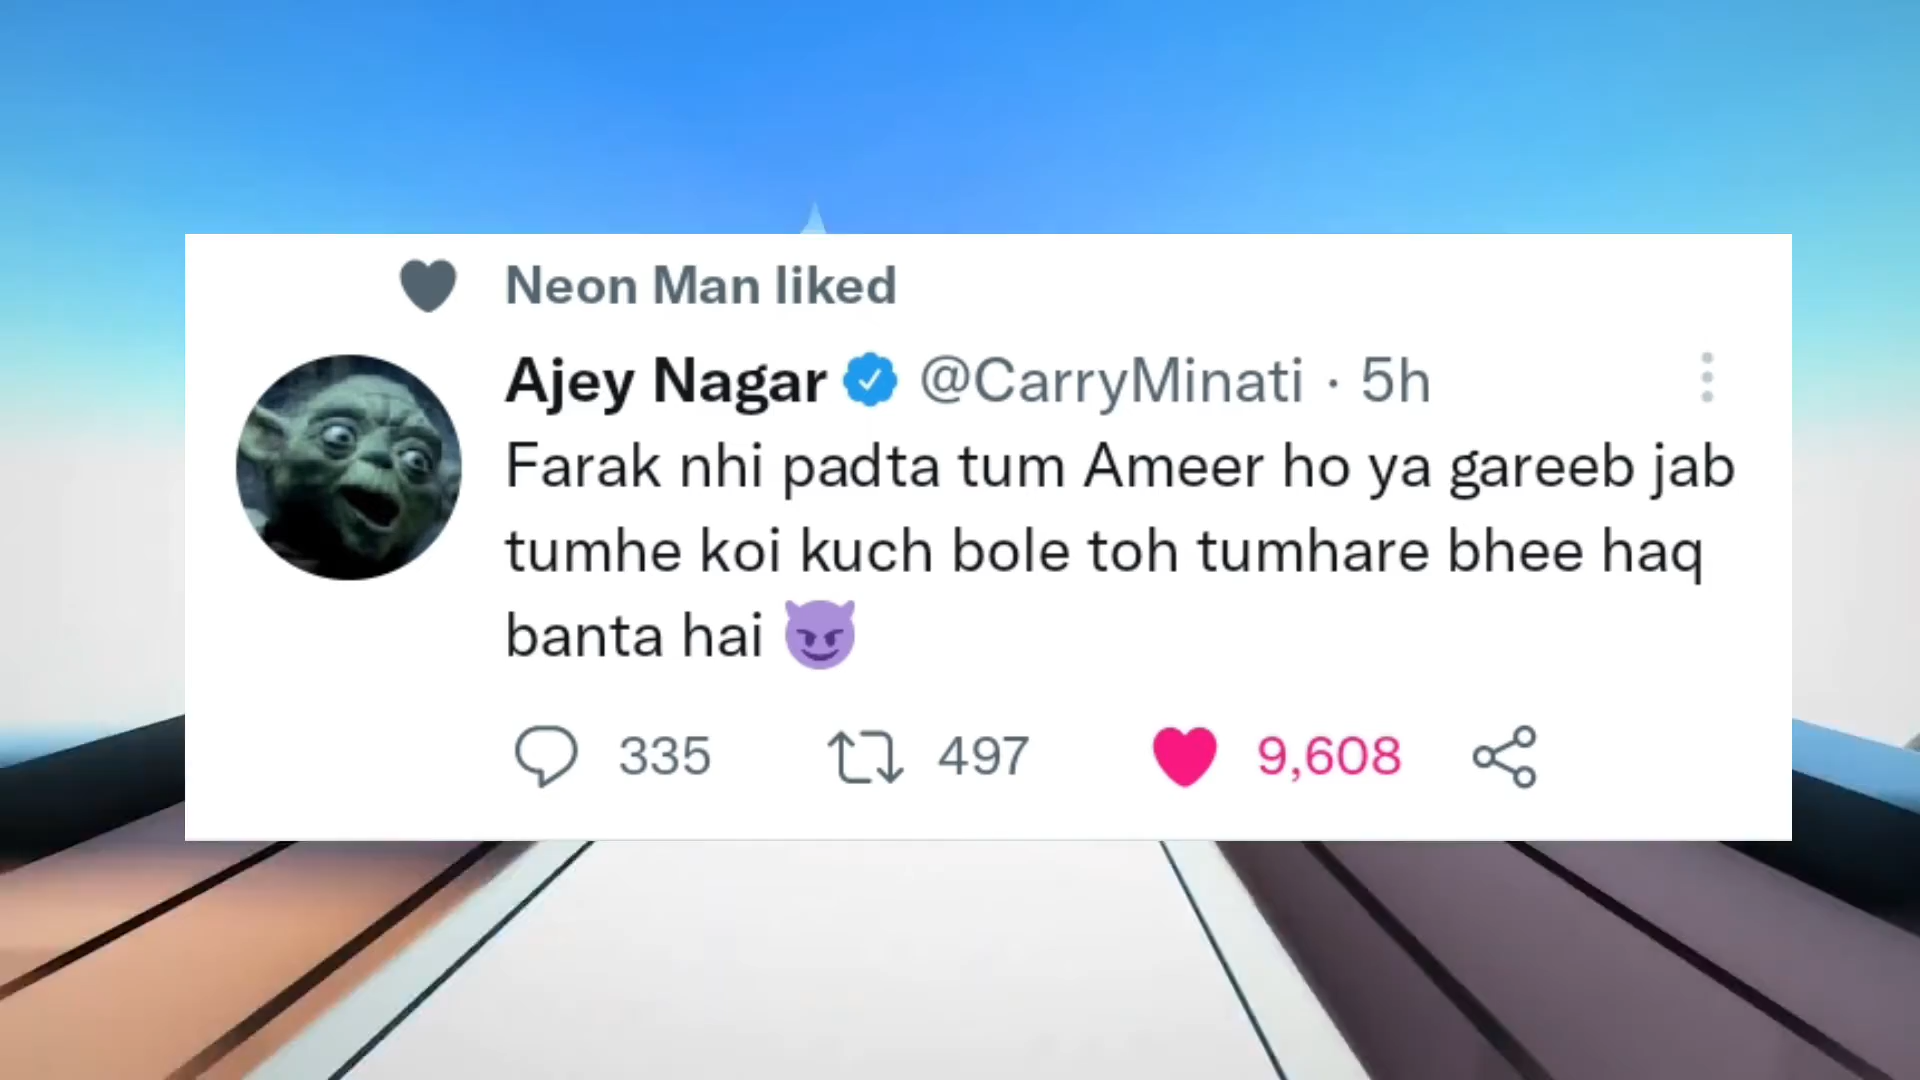 Neon Man liked
Ajey Nagar @CarryMinati · 5h
Farak nhi padta tum Ameer ho ya gareeb jab
tumhe koi kuch bole toh tumhare bhee haq
banta hai 😈
335 497 9,608